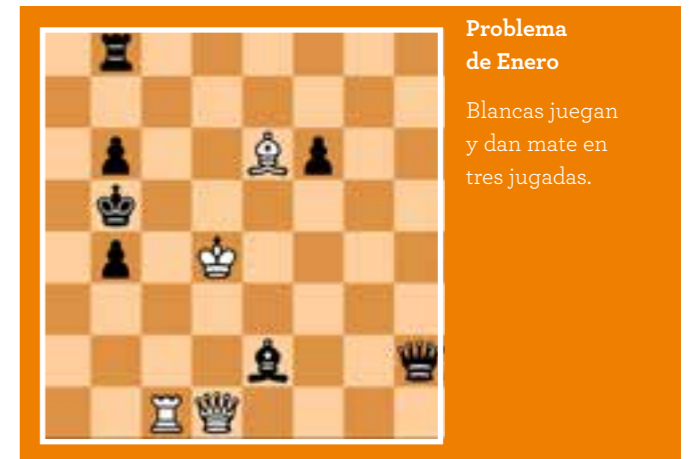 Problema
de Enero
Blancas juegan
y dan mate en
tres jugadas.